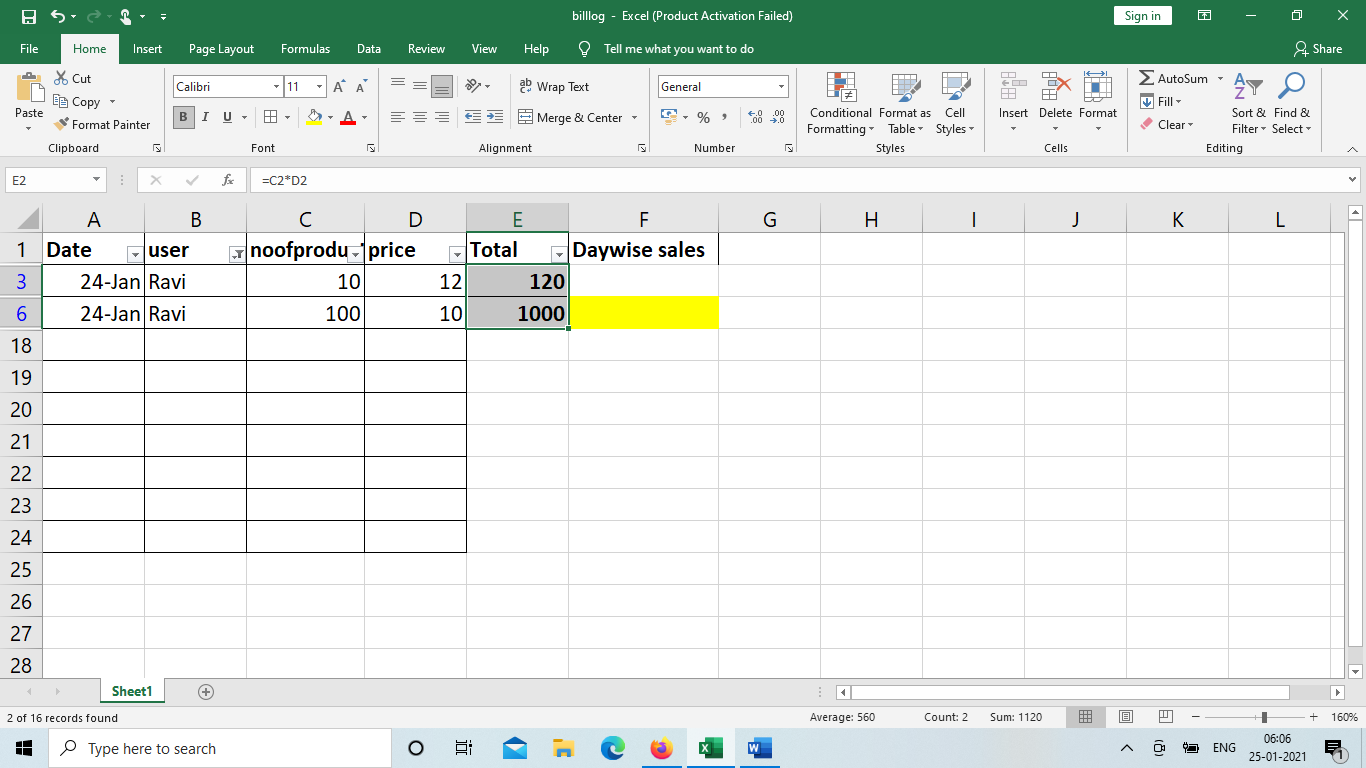 billlog - Excel (Product Activation Failed)
Sign in
File Home Insert Page Layout Formulas Data Review View Help Tell me what you want to do Share
Paste
Cut
Copy
Format Painter
Clipboard
Calibri 11
B I U
Font
Wrap Text
Merge & Center
Alignment
General
Number
Conditional Formatting
Format as Table
Cell Styles
Styles
Insert Delete Format
Cells
AutoSum
Fill
Clear
Sort & Filter
Find & Select
Editing
E2 fx =C2*D2
A B C D E F G H I J K L
1 Date user noofprodu price Total Daywise sales
3 24-Jan Ravi 10 12 120
6 24-Jan Ravi 100 10 1000
18
19
20
21
22
23
24
25
26
27
28
Sheet1
2 of 16 records found Average: 560 Count: 2 Sum: 1120 160%
Type here to search
ENG
06:06
25-01-2021
1